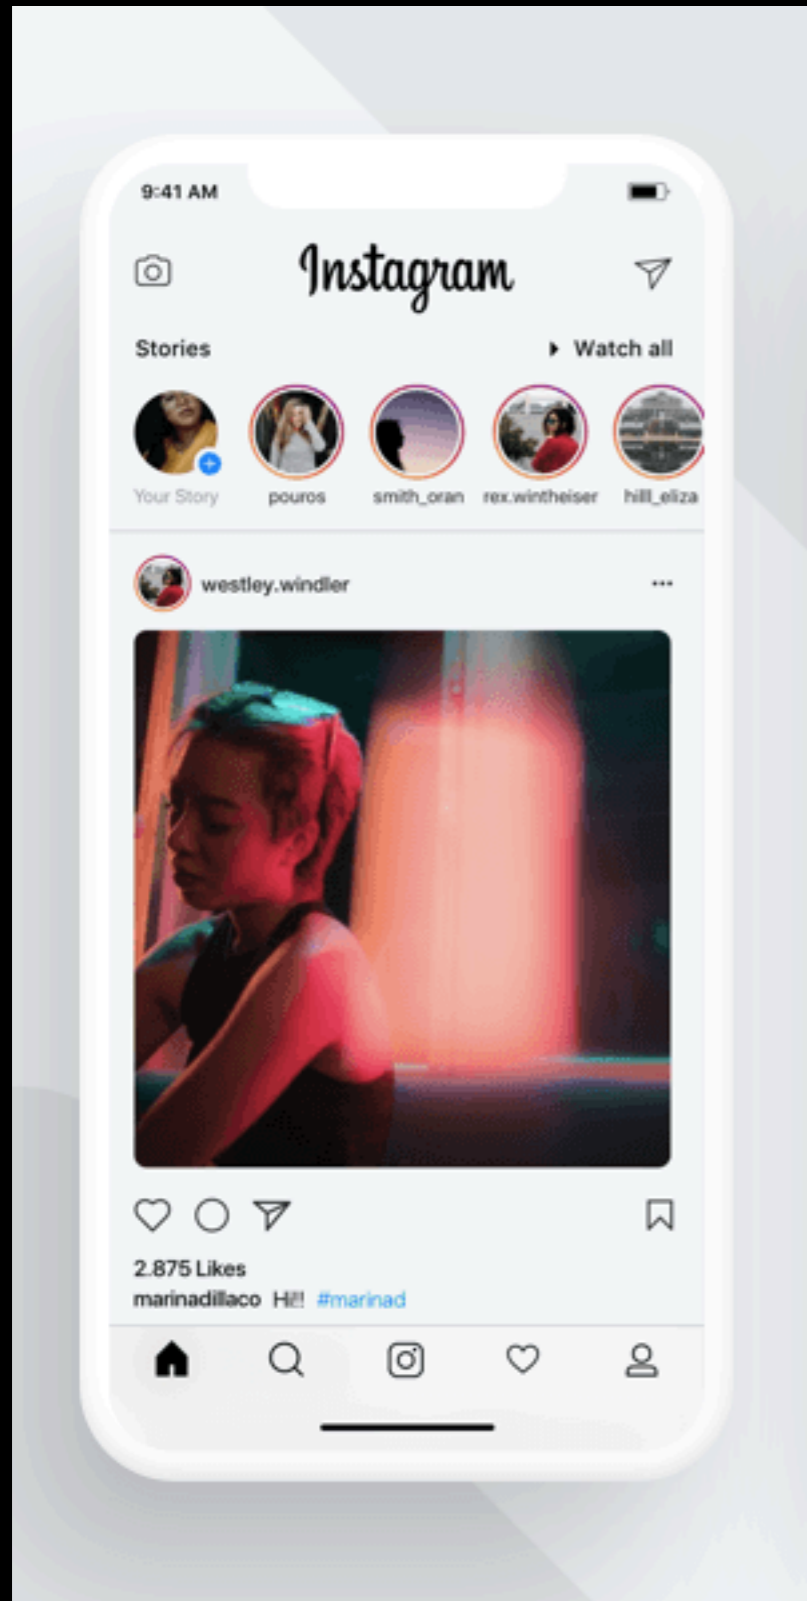 9:41 AM
Instagram
Stories
Watch all
Your Story
pouros
smith_oran
rex.wintheiser
hilll_eliza
westley.windler
2.875 Likes
marinadillaco Hi!! #marinad